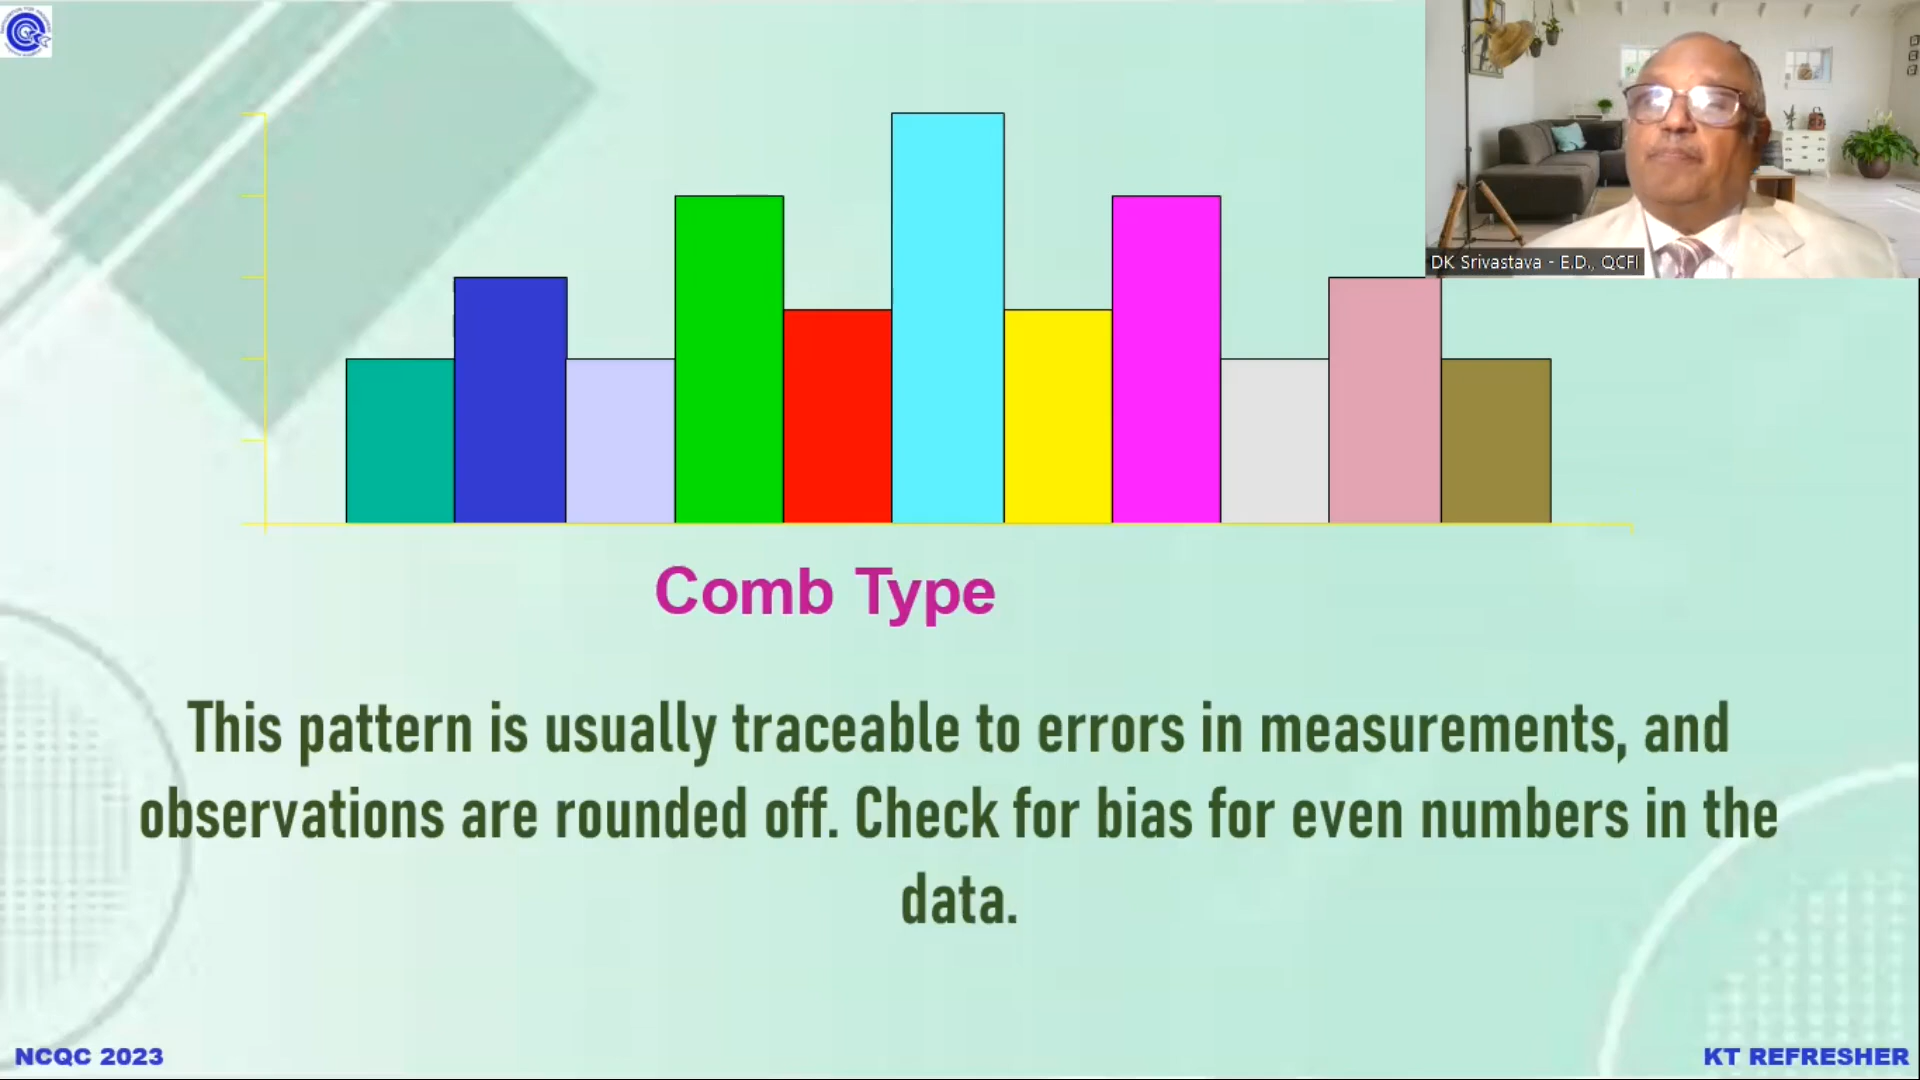 DK Srivastava - E.D., QCFI
Comb Type
This pattern is usually traceable to errors in measurements, and
observations are rounded off. Check for bias for even numbers in the
data.
NCQC 2023
KT REFRESHER